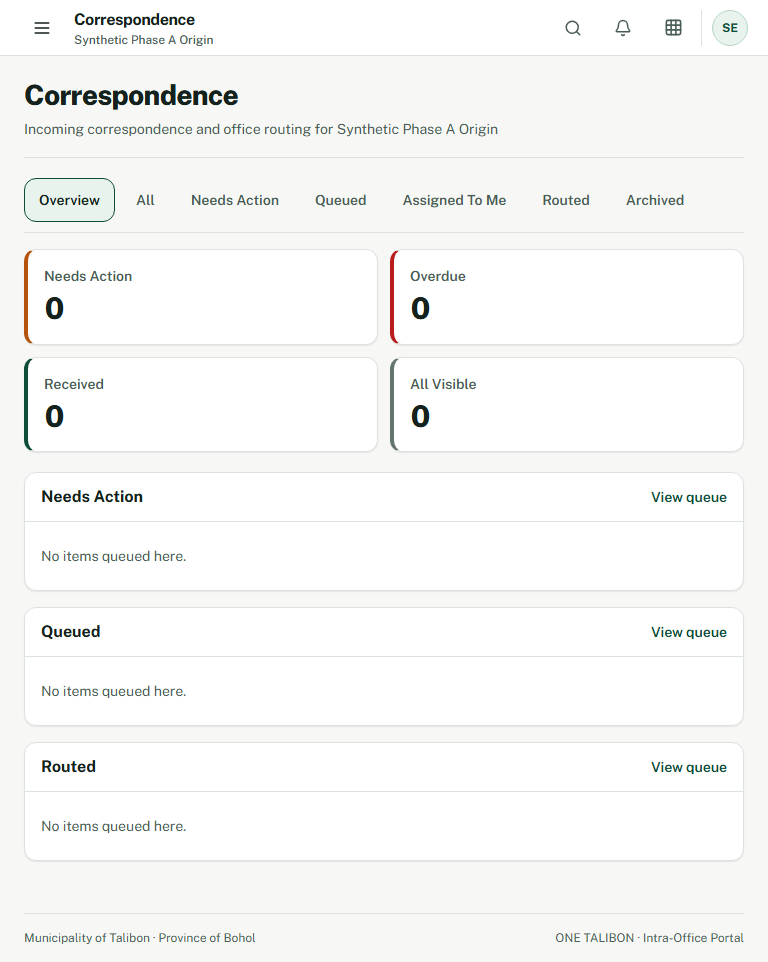 Correspondence
Synthetic Phase A Origin
SE
Correspondence
Incoming correspondence and office routing for Synthetic Phase A Origin
Overview All Needs Action Queued Assigned To Me Routed Archived
Needs Action
0
Overdue
0
Received
0
All Visible
0
Needs Action View queue
No items queued here.
Queued View queue
No items queued here.
Routed View queue
No items queued here.
Municipality of Talibon · Province of Bohol ONE TALIBON · Intra-Office Portal